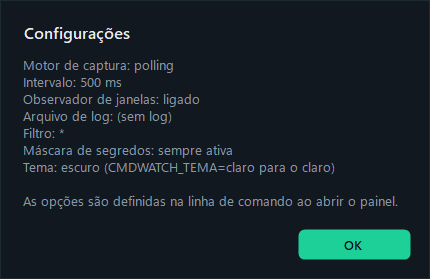 Configurações
Motor de captura: polling
Intervalo: 500 ms
Observador de janelas: ligado
Arquivo de log: (sem log)
Filtro: *
Máscara de segredos: sempre ativa
Tema: escuro (CMDWATCH_TEMA=claro para o claro)
As opções são definidas na linha de comando ao abrir o painel.
OK